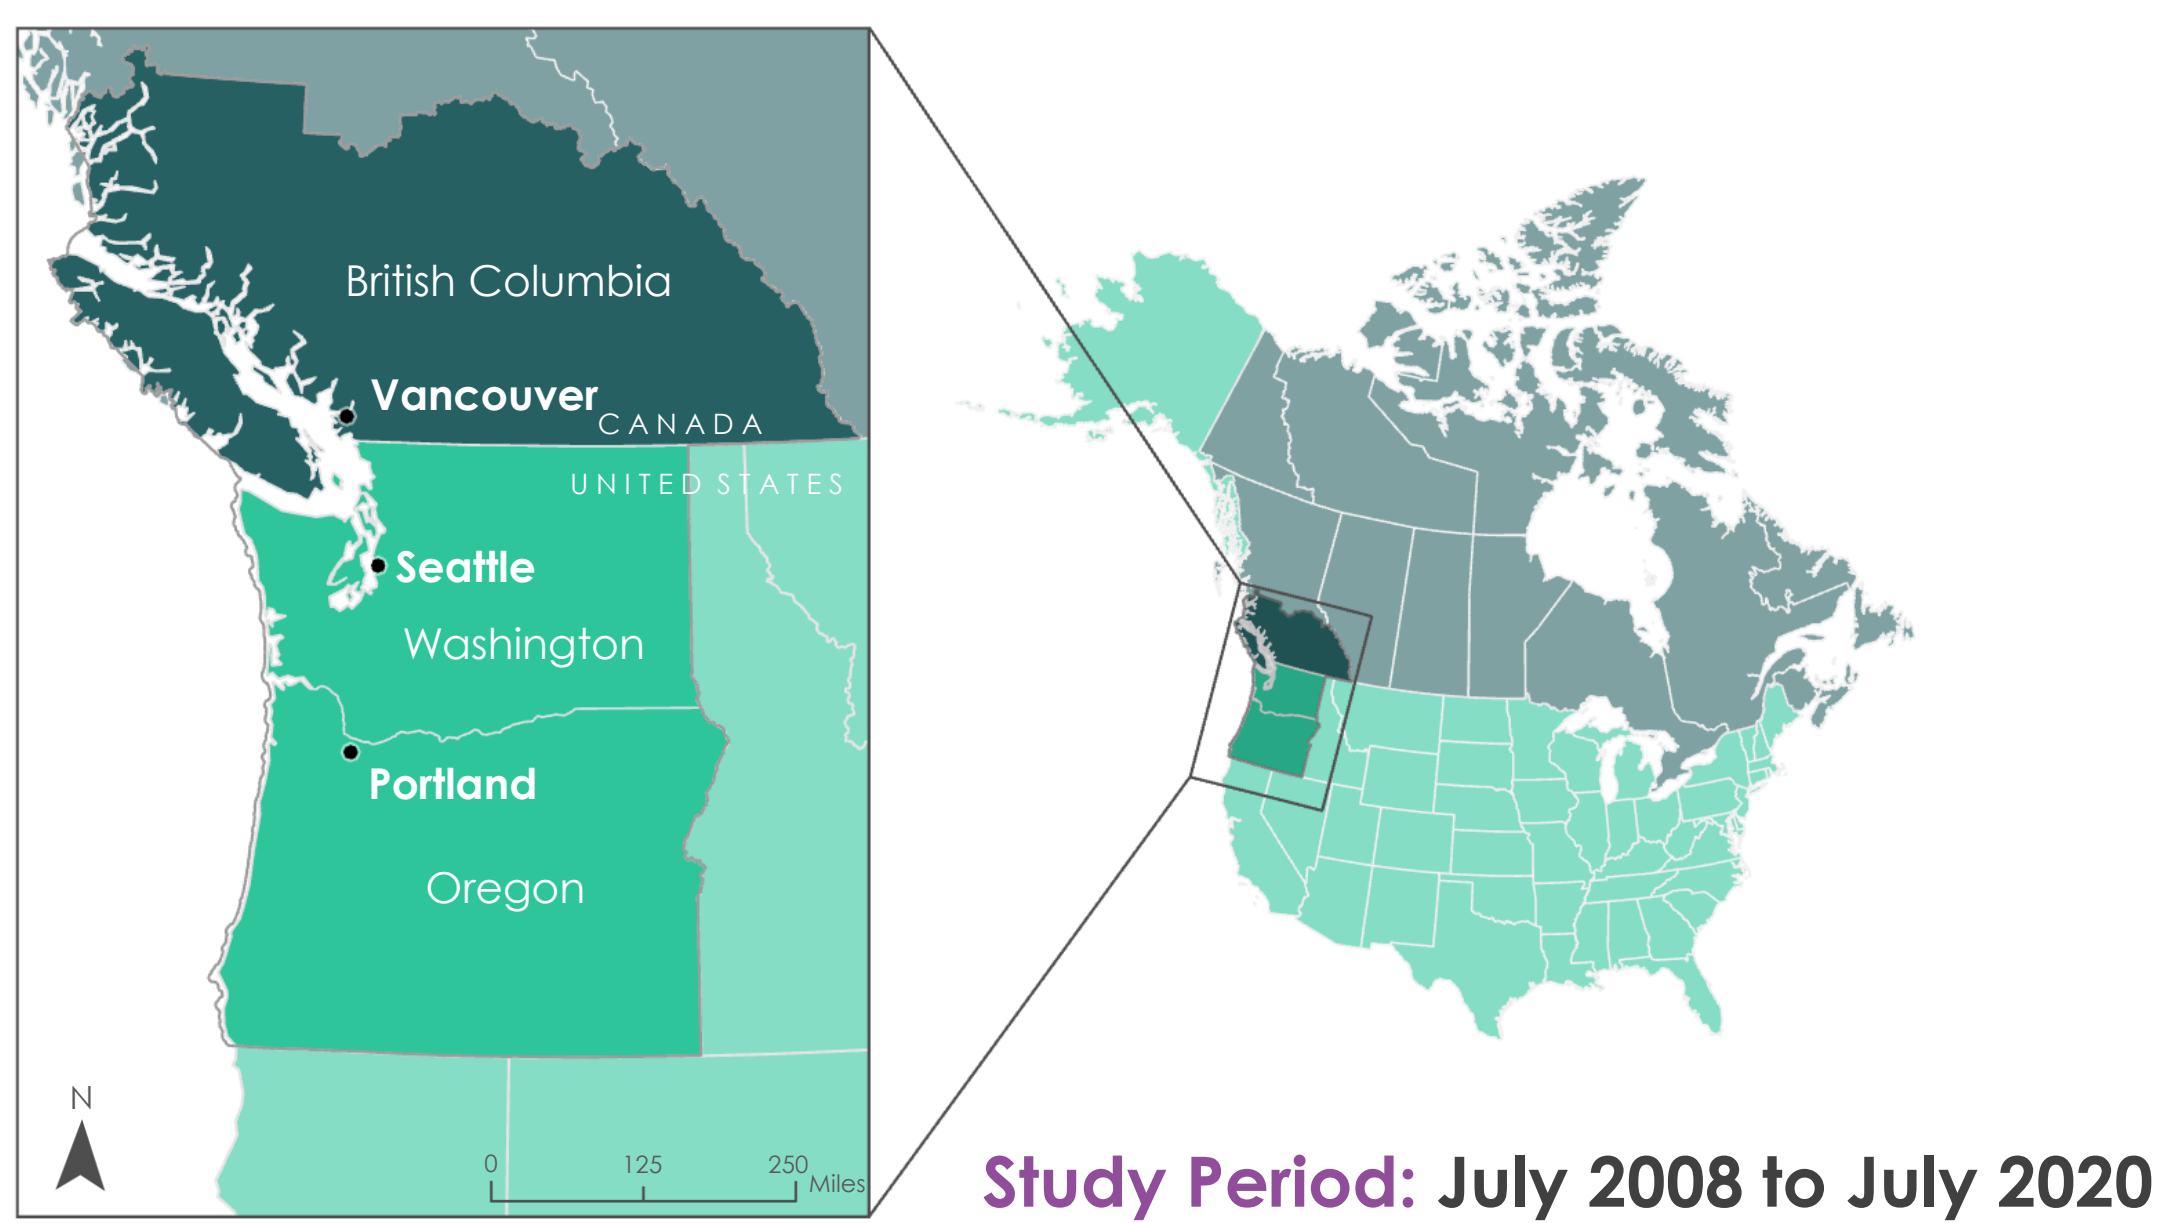 British Columbia
Vancouver
CANADA
UNITED STATES
Seattle
Washington
Portland
Oregon
N
0 125 250
Miles
Study Period: July 2008 to July 2020